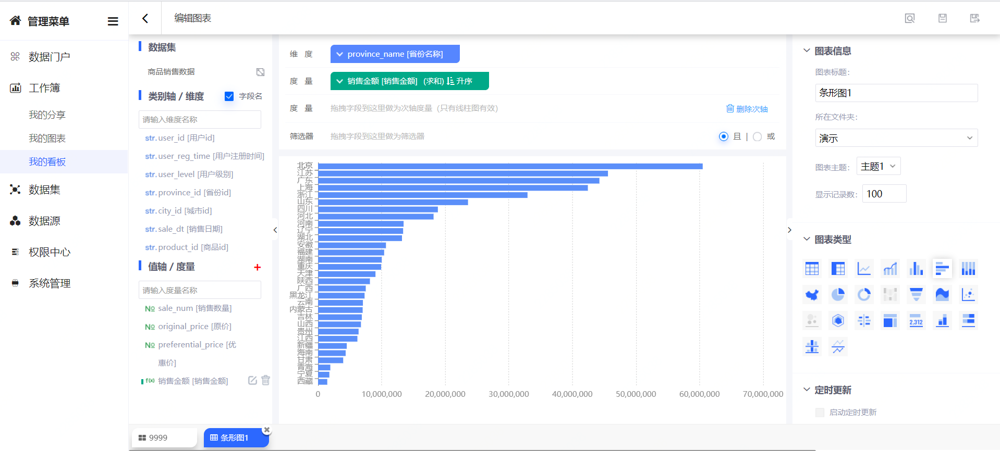 管理菜单
编辑图表
数据门户
工作簿
我的分享
我的图表
我的看板
数据集
数据源
权限中心
系统管理
数据集
商品销售数据
类别轴 / 维度
字段名
请输入维度名称
str. user_id [用户id]
str. user_reg_time [用户注册时间]
str. user_level [用户级别]
str. province_id [省份id]
str. city_id [城市id]
str. sale_dt [销售日期]
str. product_id [商品id]
值轴 / 度量
+
请输入度量名称
No sale_num [销售数量]
No original_price [原价]
No preferential_price [优
惠价]
f(x) 销售金额 [销售金额]
维 度
province_name [省份名称]
度 量
销售金额 [销售金额] (求和) 升序
度 量
拖拽字段到这里做为次轴度量（只有线柱图有效）
删除次轴
筛选器
拖拽字段到这里做为筛选器
且 | 或
北京
江苏
广东
上海
浙江
山东
四川
河北
河南
辽宁
湖北
安徽
福建
湖南
重庆
天津
陕西
广西
黑龙江
云南
内蒙古
吉林
山西
贵州
江西
新疆
海南
甘肃
青海
宁夏
西藏
0 10,000,000 20,000,000 30,000,000 40,000,000 50,000,000 60,000,000 70,000,000
图表信息
图表标题:
条形图1
所在文件夹:
演示
图表主题: 主题1
显示记录数: 100
图表类型
2,312
定时更新
启动定时更新
9999
条形图1